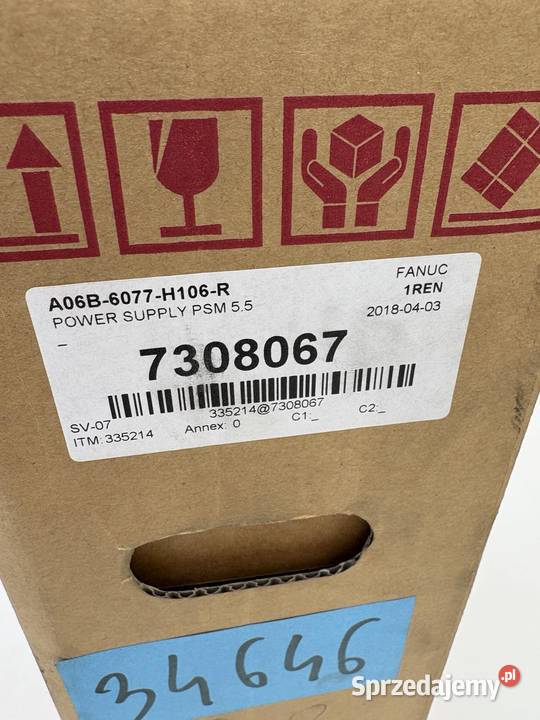 A06B-6077-H106-R
FANUC
POWER SUPPLY PSM 5.5
1REN
_
2018-04-03
7308067
335214@7308067
SV-07
ITM: 335214
Annex: 0
C1:_
C2:_
34646
Sprzedajemy.pl